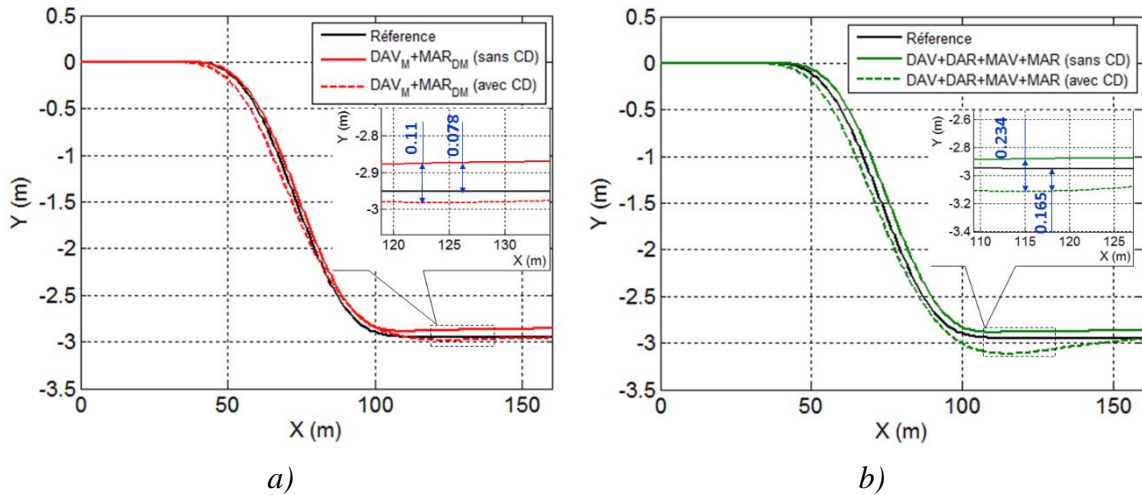 0.5
0
-0.5
-1
-1.5
-2
-2.5
-3
-3.5
Y (m)
0 50 100 150
X (m)
Réference
DAV_M+MAR_DM (sans CD)
DAV_M+MAR_DM (avec CD)
Y (m)
-2.8
-2.9
-3
0.11
0.078
120 125 130
X (m)
a)
0.5
0
-0.5
-1
-1.5
-2
-2.5
-3
-3.5
Y (m)
0 50 100 150
X (m)
Réference
DAV+DAR+MAV+MAR (sans CD)
DAV+DAR+MAV+MAR (avec CD)
Y (m)
-2.6
-2.8
-3
-3.2
-3.4
0.234
0.165
110 115 120 125
X (m)
b)